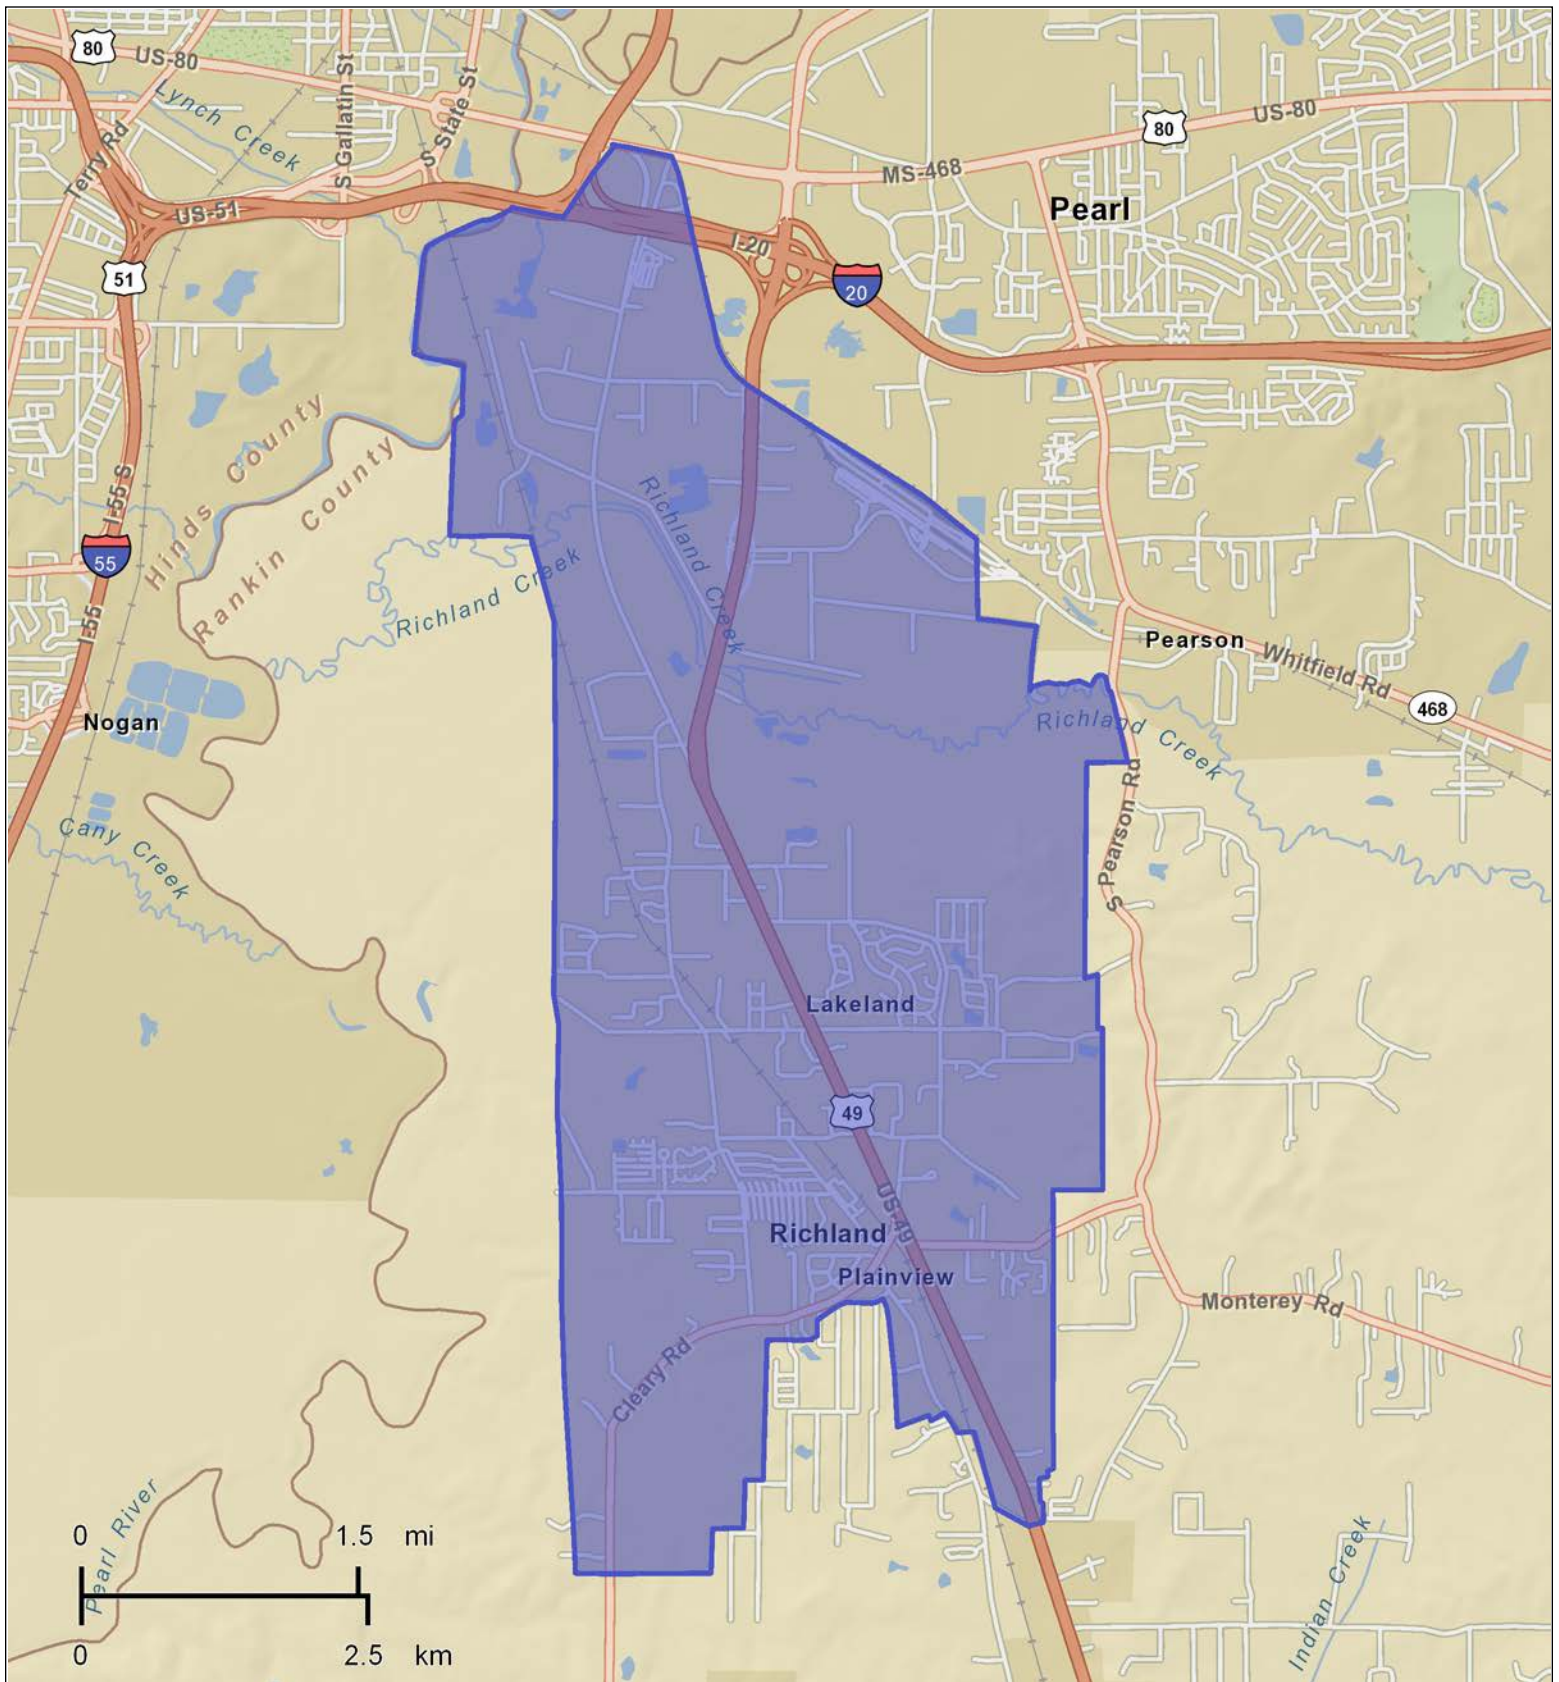 80
US-80
Lynch Creek
S Gallatin St
S State St
Terry Rd
US-51
51
MS-468
80
US-80
Pearl
I-20
20
Hinds County
Rankin County
I-55 S
55
I-55
Nogan
Richland Creek
Richland Creek
Pearson
Whitfield Rd
468
Richland Creek
Cany Creek
S Pearson Rd
Lakeland
49
US-49
Richland
Plainview
Monterey Rd
Cleary Rd
Pearl River
Indian Creek
0 1.5 mi
0 2.5 km